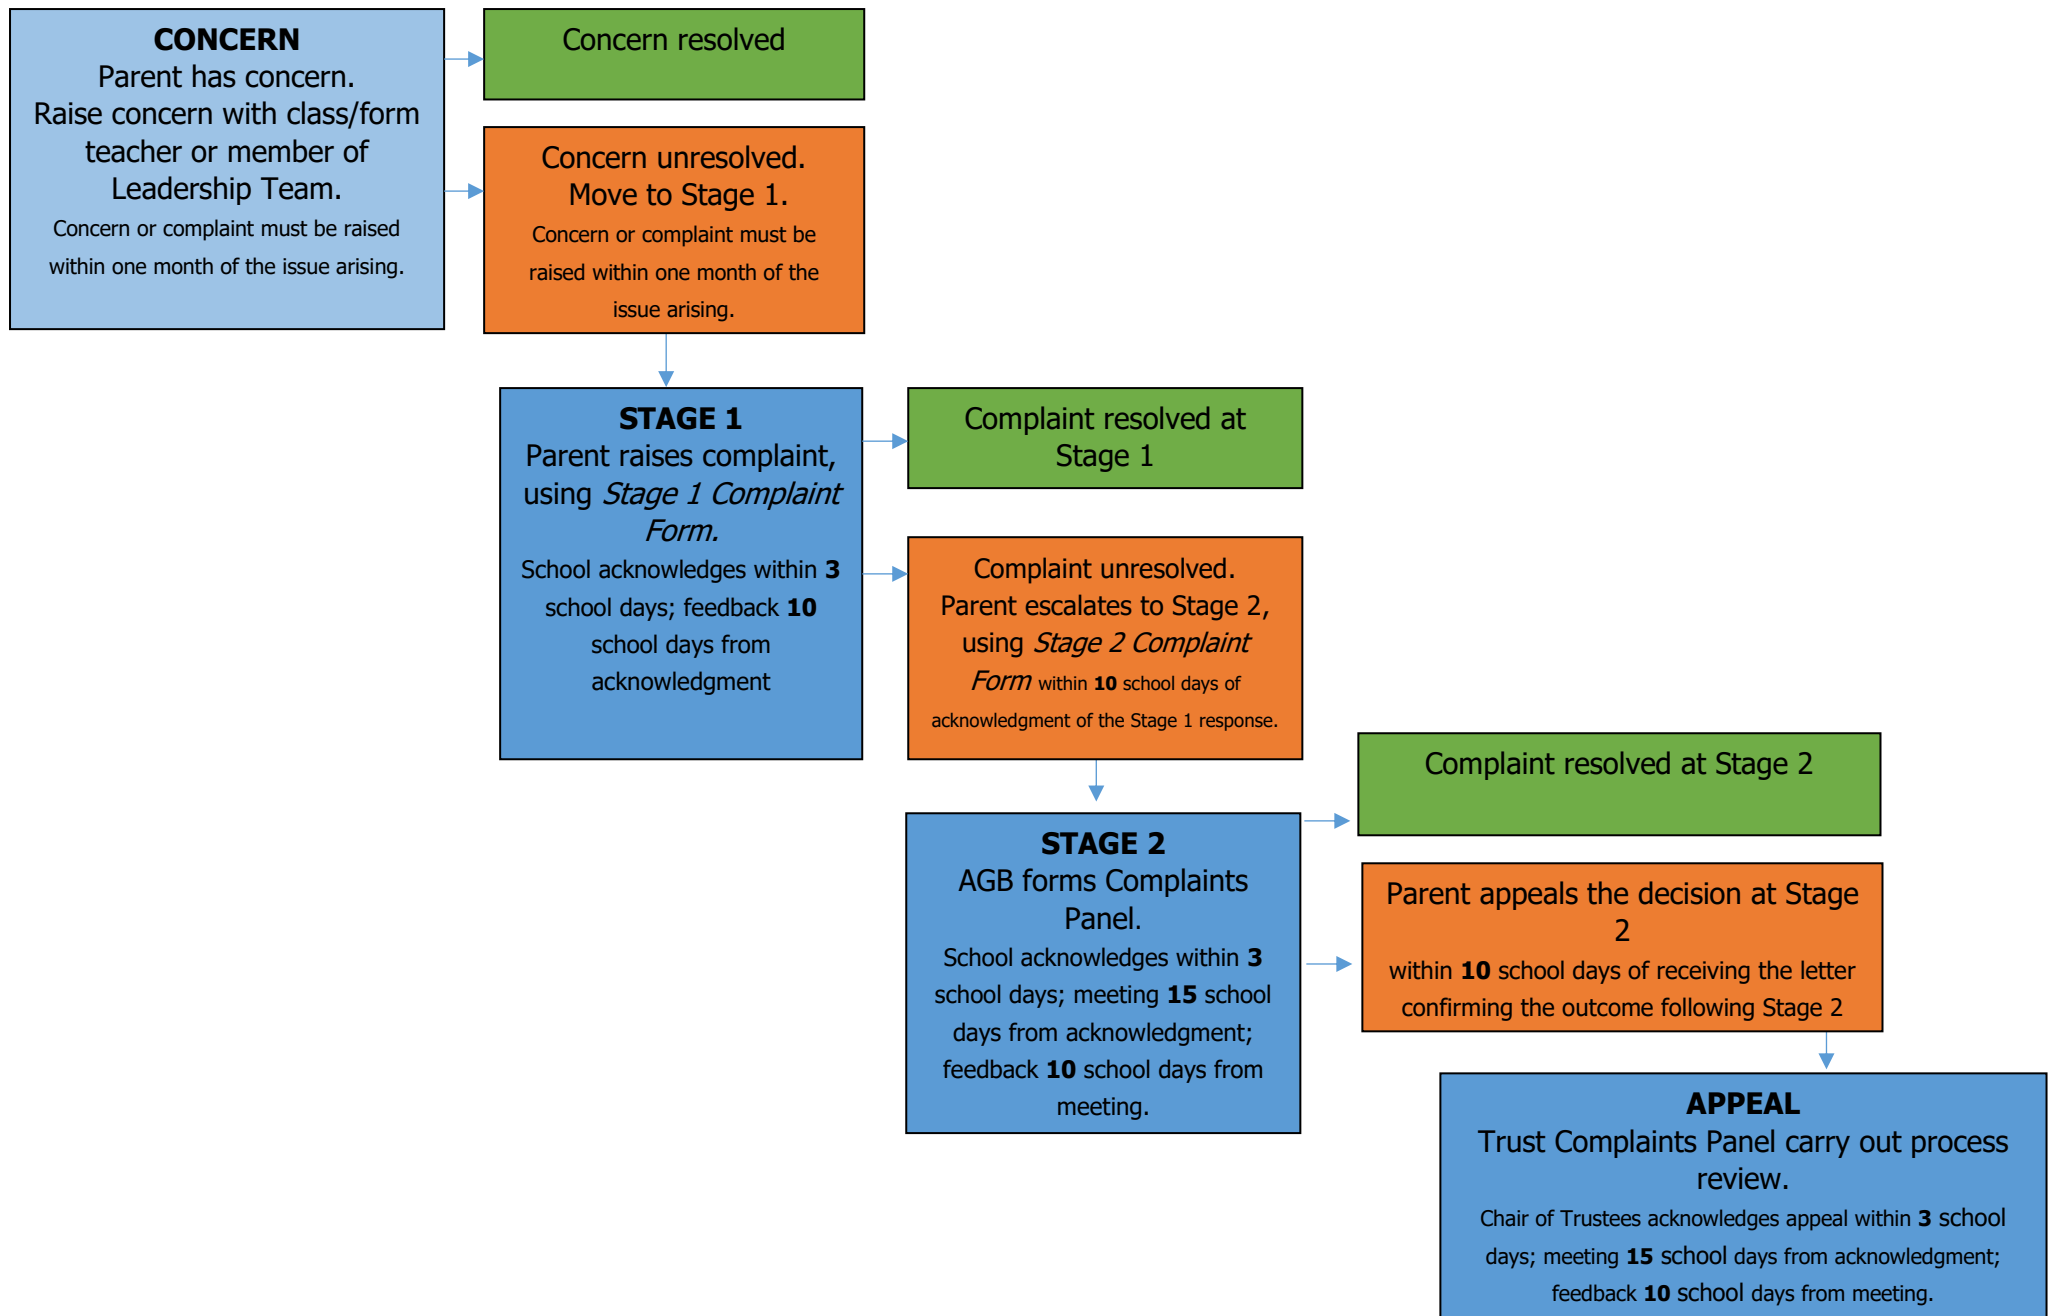 CONCERN
Parent has concern.
Raise concern with class/form
teacher or member of
Leadership Team.
Concern or complaint must be raised
within one month of the issue arising.
Concern resolved
Concern unresolved.
Move to Stage 1.
Concern or complaint must be
raised within one month of the
issue arising.
STAGE 1
Parent raises complaint,
using Stage 1 Complaint
Form.
School acknowledges within 3
school days; feedback 10
school days from
acknowledgment
Complaint resolved at
Stage 1
Complaint unresolved.
Parent escalates to Stage 2,
using Stage 2 Complaint
Form within 10 school days of
acknowledgment of the Stage 1 response.
STAGE 2
AGB forms Complaints
Panel.
School acknowledges within 3
school days; meeting 15 school
days from acknowledgment;
feedback 10 school days from
meeting.
Complaint resolved at Stage 2
Parent appeals the decision at Stage
2
within 10 school days of receiving the letter
confirming the outcome following Stage 2
APPEAL
Trust Complaints Panel carry out process
review.
Chair of Trustees acknowledges appeal within 3 school
days; meeting 15 school days from acknowledgment;
feedback 10 school days from meeting.